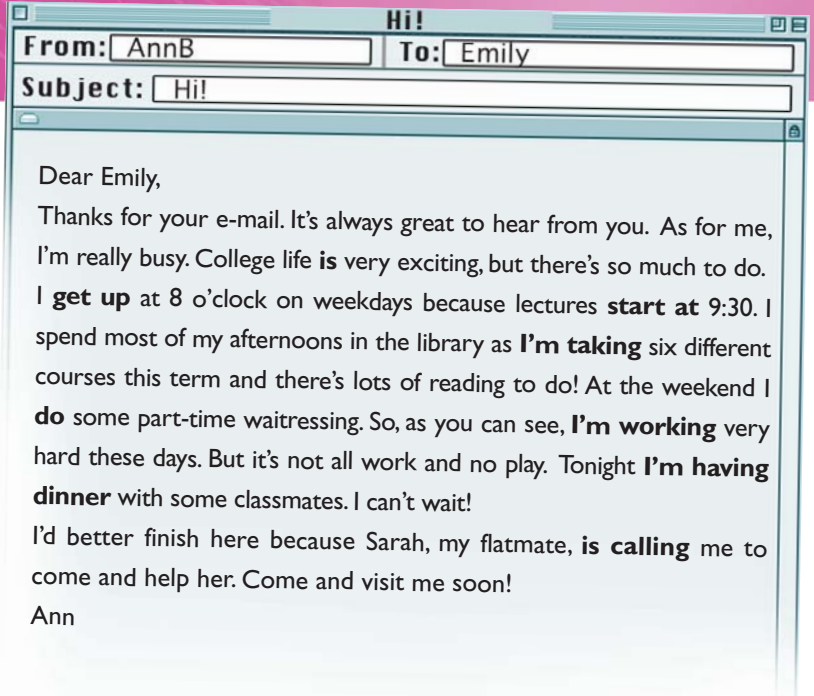 Hi!
From: AnnB To: Emily
Subject: Hi!
Dear Emily,
Thanks for your e-mail. It's always great to hear from you. As for me,
I'm really busy. College life is very exciting, but there's so much to do.
I get up at 8 o'clock on weekdays because lectures start at 9:30. I
spend most of my afternoons in the library as I'm taking six different
courses this term and there's lots of reading to do! At the weekend I
do some part-time waitressing. So, as you can see, I'm working very
hard these days. But it's not all work and no play. Tonight I'm having
dinner with some classmates. I can't wait!
I'd better finish here because Sarah, my flatmate, is calling me to
come and help her. Come and visit me soon!
Ann